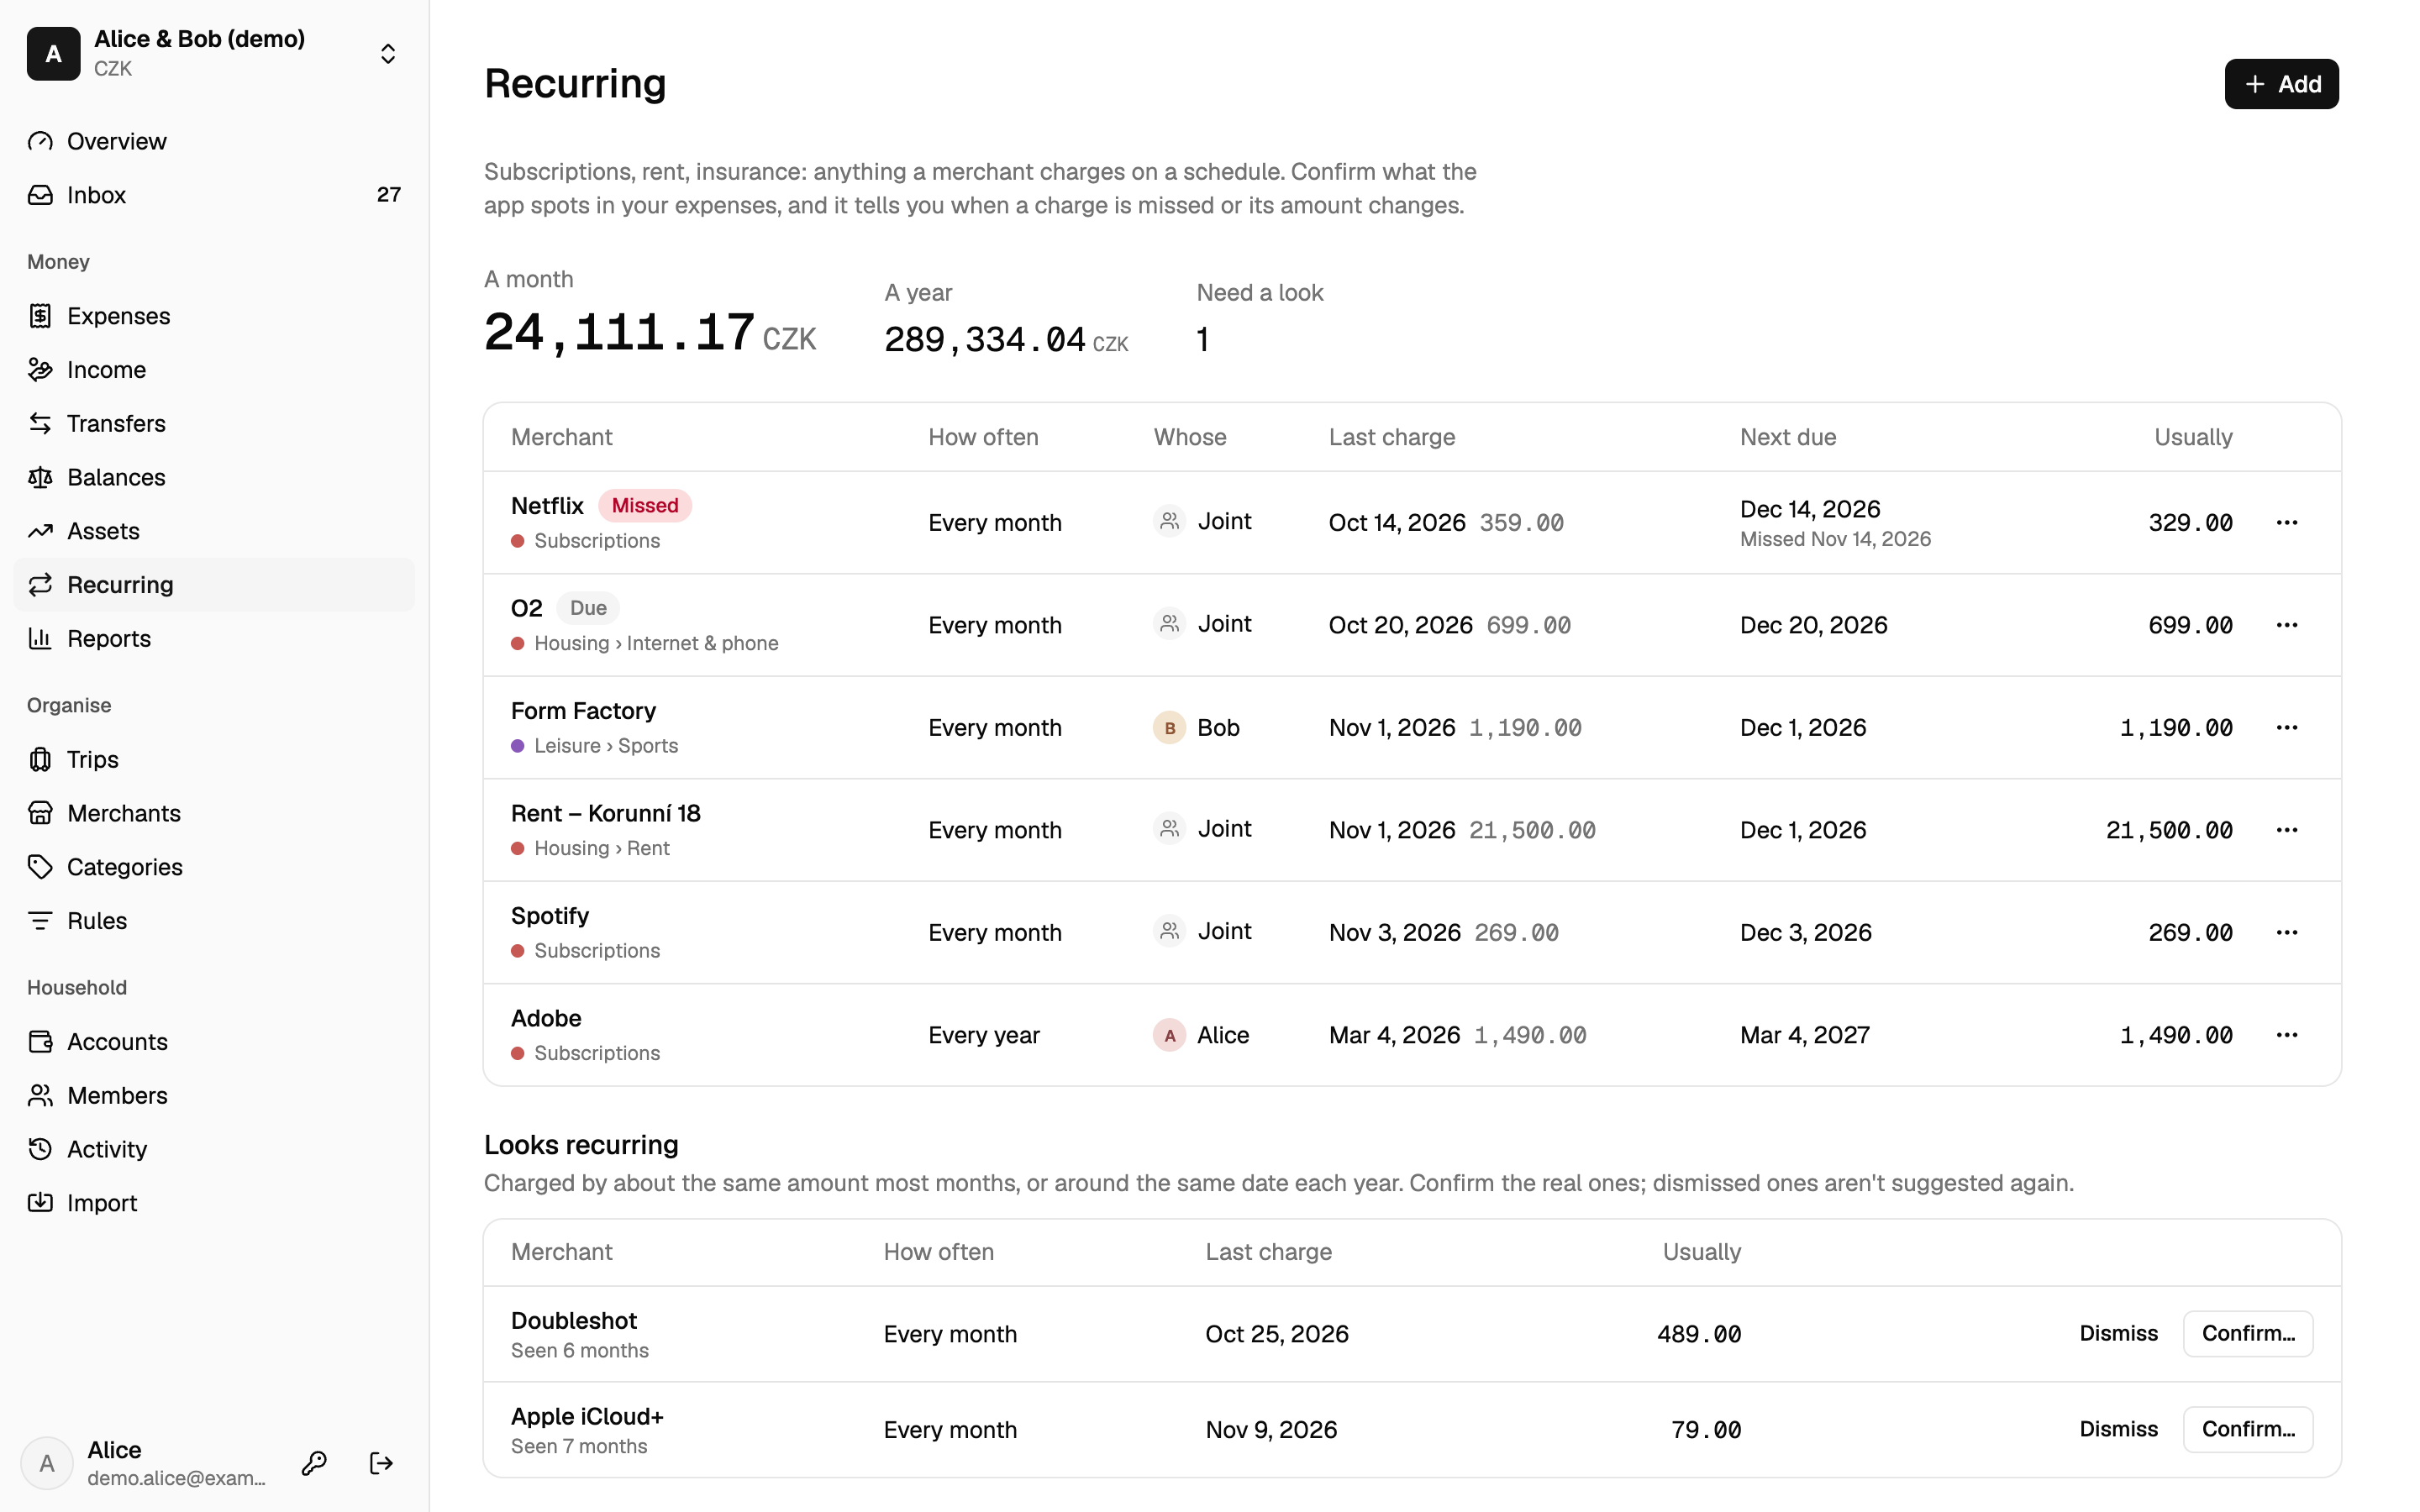 A
Alice & Bob (demo)
CZK
Overview
Inbox 27
Money
Expenses
Income
Transfers
Balances
Assets
Recurring
Reports
Organise
Trips
Merchants
Categories
Rules
Household
Accounts
Members
Activity
Import
A
Alice
demo.alice@exam...
Recurring
+ Add
Subscriptions, rent, insurance: anything a merchant charges on a schedule. Confirm what the
app spots in your expenses, and it tells you when a charge is missed or its amount changes.
A month
24,111.17 CZK
A year
289,334.04 CZK
Need a look
1
Merchant How often Whose Last charge Next due Usually
Netflix Missed
Subscriptions
Every month Joint Oct 14, 2026 359.00 Dec 14, 2026
Missed Nov 14, 2026
329.00
O2 Due
Housing › Internet & phone
Every month Joint Oct 20, 2026 699.00 Dec 20, 2026 699.00
Form Factory
Leisure › Sports
Every month B Bob Nov 1, 2026 1,190.00 Dec 1, 2026 1,190.00
Rent – Korunní 18
Housing › Rent
Every month Joint Nov 1, 2026 21,500.00 Dec 1, 2026 21,500.00
Spotify
Subscriptions
Every month Joint Nov 3, 2026 269.00 Dec 3, 2026 269.00
Adobe
Subscriptions
Every year A Alice Mar 4, 2026 1,490.00 Mar 4, 2027 1,490.00
Looks recurring
Charged by about the same amount most months, or around the same date each year. Confirm the real ones; dismissed ones aren't suggested again.
Merchant How often Last charge Usually
Doubleshot
Seen 6 months
Every month Oct 25, 2026 489.00 Dismiss Confirm...
Apple iCloud+
Seen 7 months
Every month Nov 9, 2026 79.00 Dismiss Confirm...